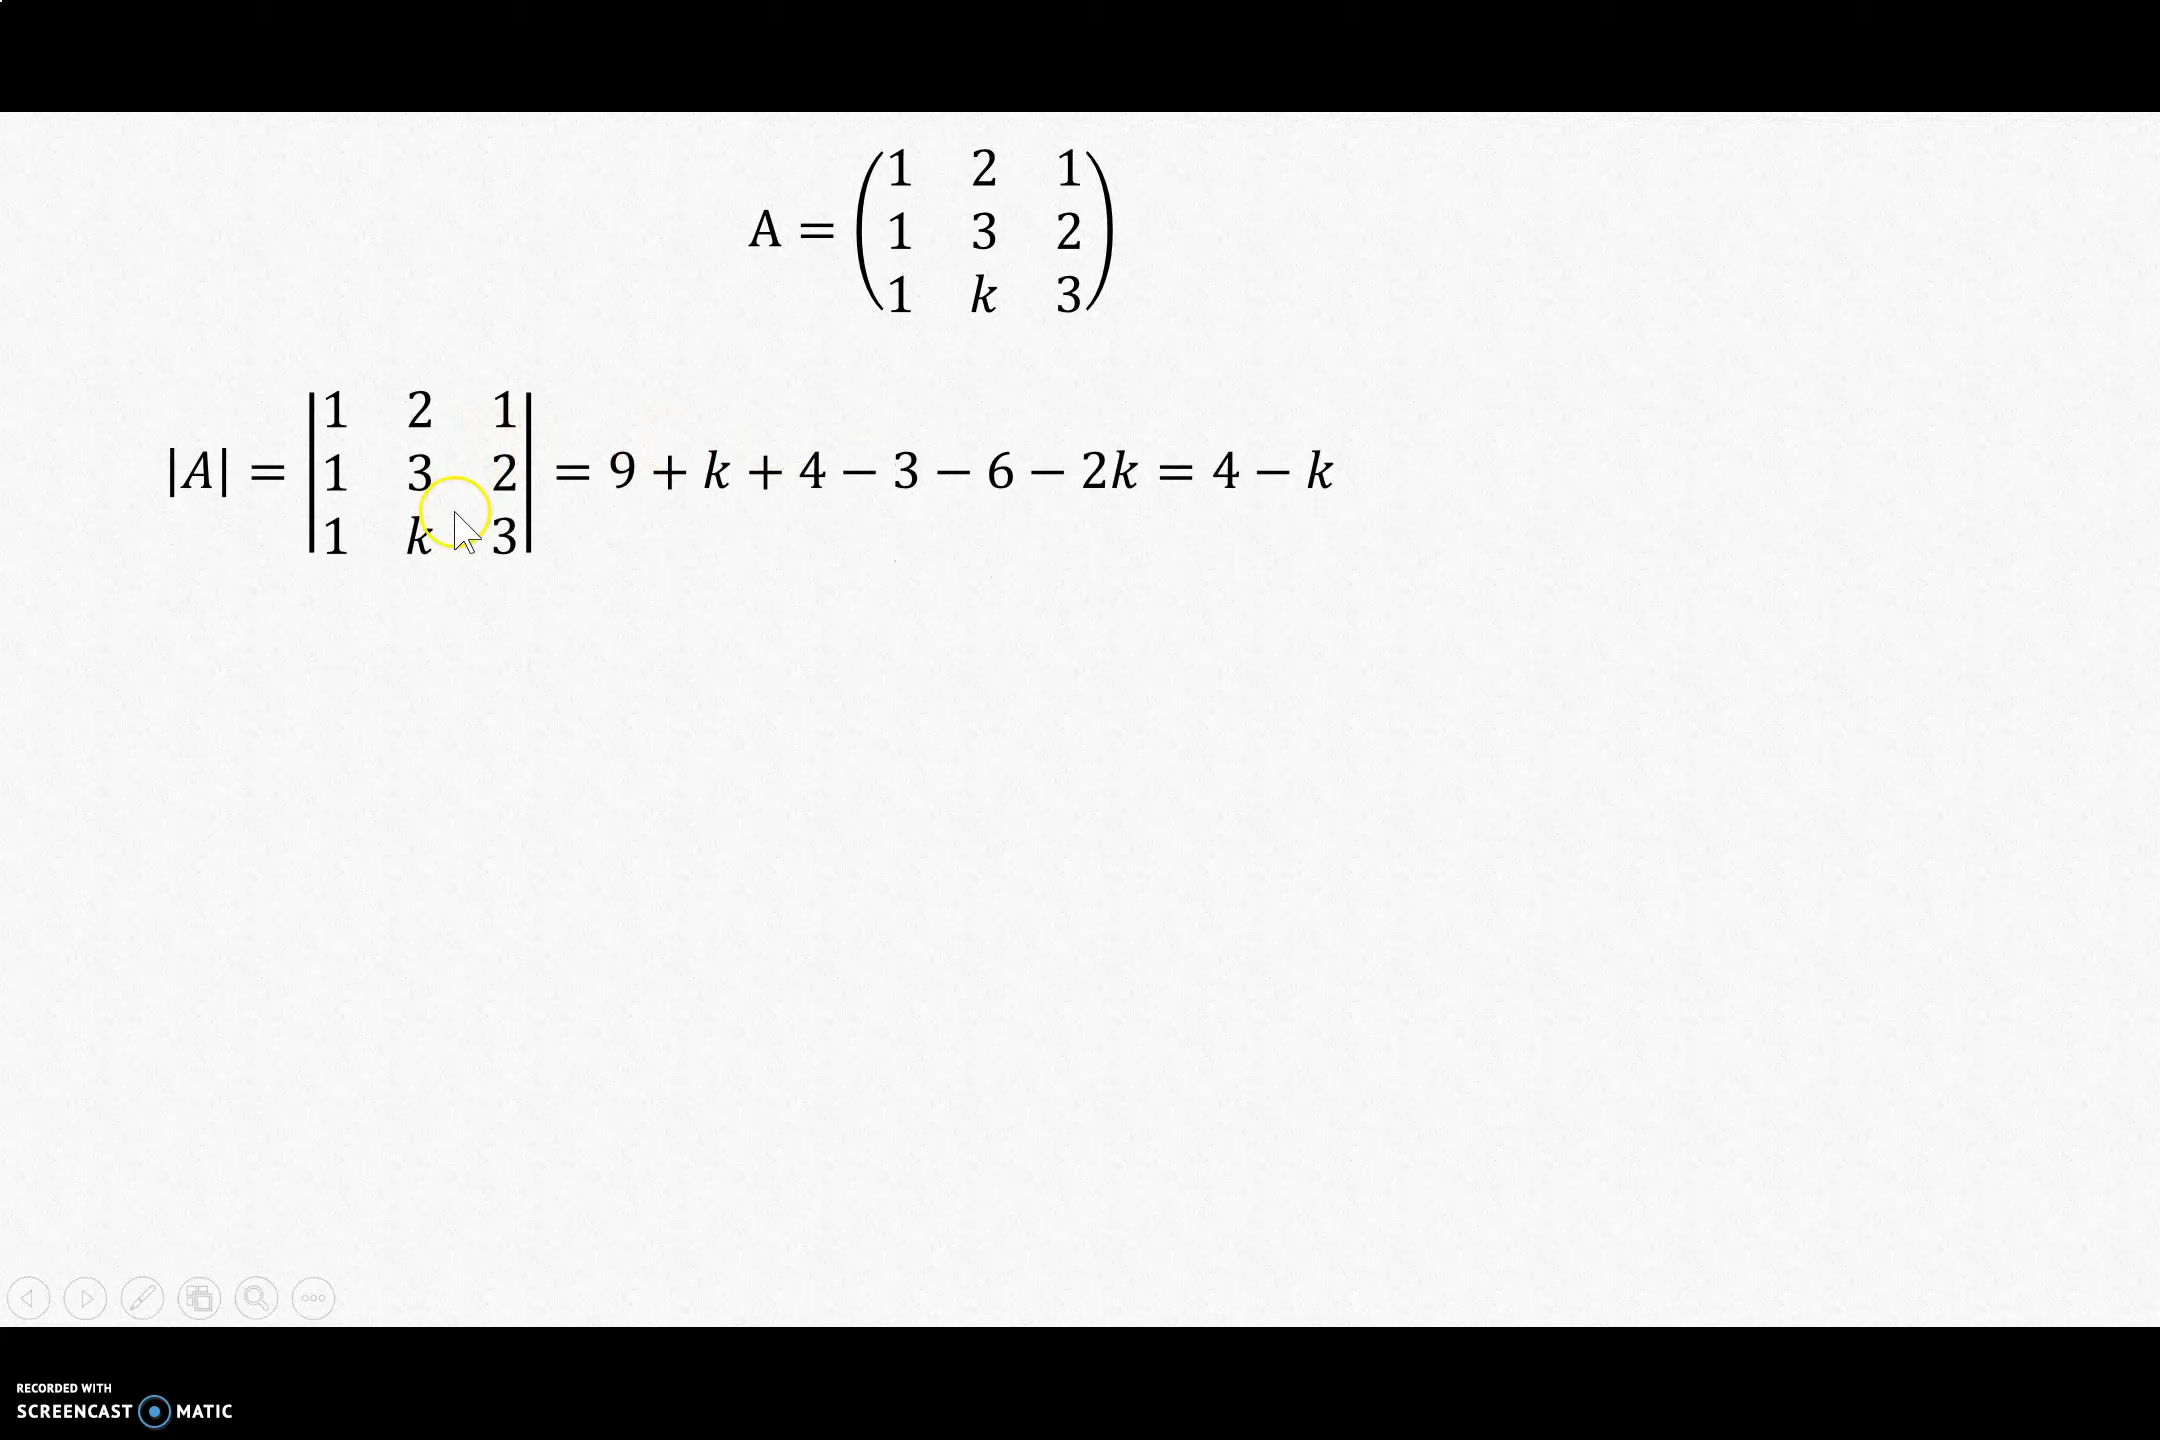 A = (1 2 1
1 3 2
1 k 3)
|A| = |1 2 1
1 3 2
1 k 3| = 9 + k + 4 − 3 − 6 − 2k = 4 − k
RECORDED WITH
SCREENCAST MATIC